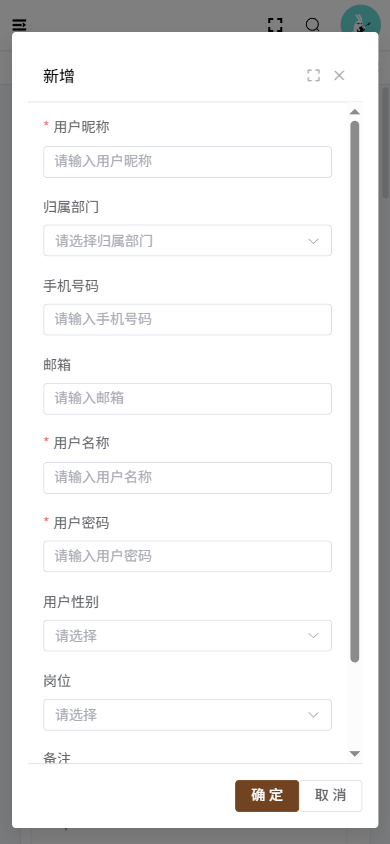 新增
* 用户昵称
请输入用户昵称
归属部门
请选择归属部门
手机号码
请输入手机号码
邮箱
请输入邮箱
* 用户名称
请输入用户名称
* 用户密码
请输入用户密码
用户性别
请选择
岗位
请选择
备注
确 定 取 消